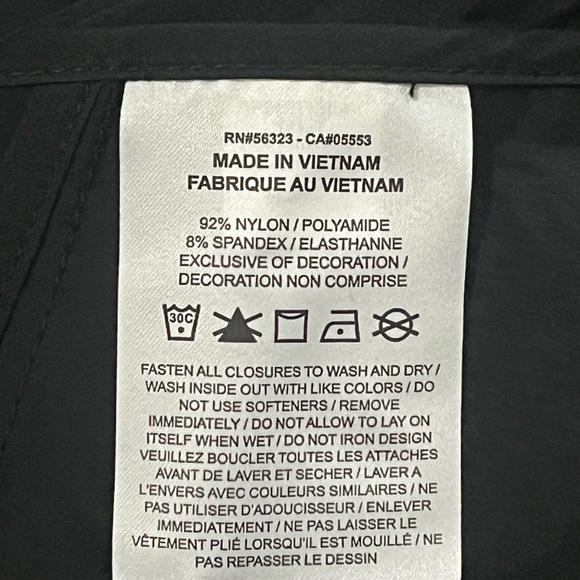 RN#56323 - CA#05553
MADE IN VIETNAM
FABRIQUE AU VIETNAM
92% NYLON / POLYAMIDE
8% SPANDEX / ELASTHANNE
EXCLUSIVE OF DECORATION /
DECORATION NON COMPRISE
30C
FASTEN ALL CLOSURES TO WASH AND DRY /
WASH INSIDE OUT WITH LIKE COLORS / DO
NOT USE SOFTENERS / REMOVE
IMMEDIATELY / DO NOT ALLOW TO LAY ON
ITSELF WHEN WET / DO NOT IRON DESIGN
VEUILLEZ BOUCLER TOUTES LES ATTACHES
AVANT DE LAVER ET SECHER / LAVER A
L'ENVERS AVEC COULEURS SIMILAIRES / NE
PAS UTILISER D'ADOUCISSEUR / ENLEVER
IMMEDIATEMENT / NE PAS LAISSER LE
VÊTEMENT PLIÉ LORSQU'IL EST MOUILLÉ / NE
PAS REPASSER LE DESSIN